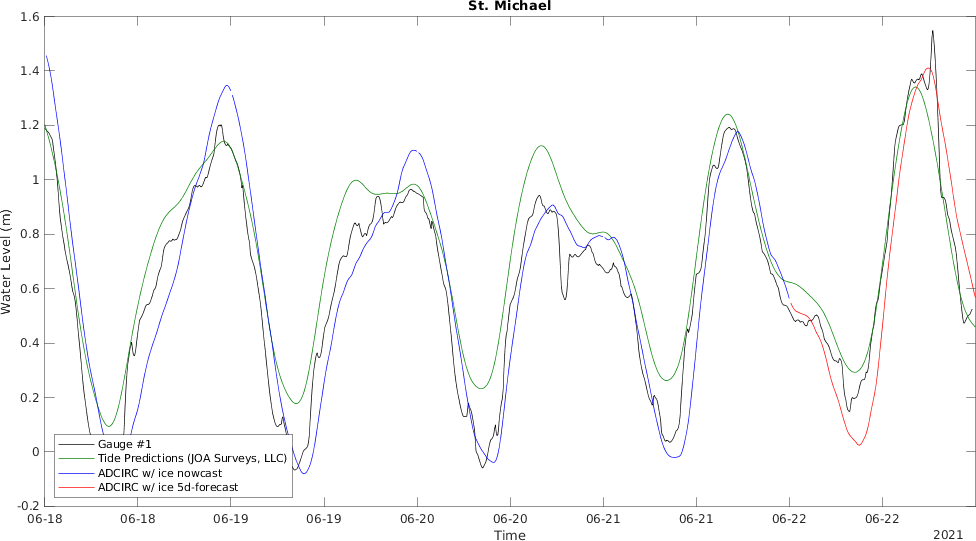 St. Michael
1.6
1.4
1.2
1
0.8
0.6
0.4
0.2
0
-0.2
Water Level (m)
Gauge #1
Tide Predictions (JOA Surveys, LLC)
ADCIRC w/ ice nowcast
ADCIRC w/ ice 5d-forecast
06-18 06-18 06-19 06-19 06-20 06-20 06-21 06-21 06-22 06-22
Time
2021